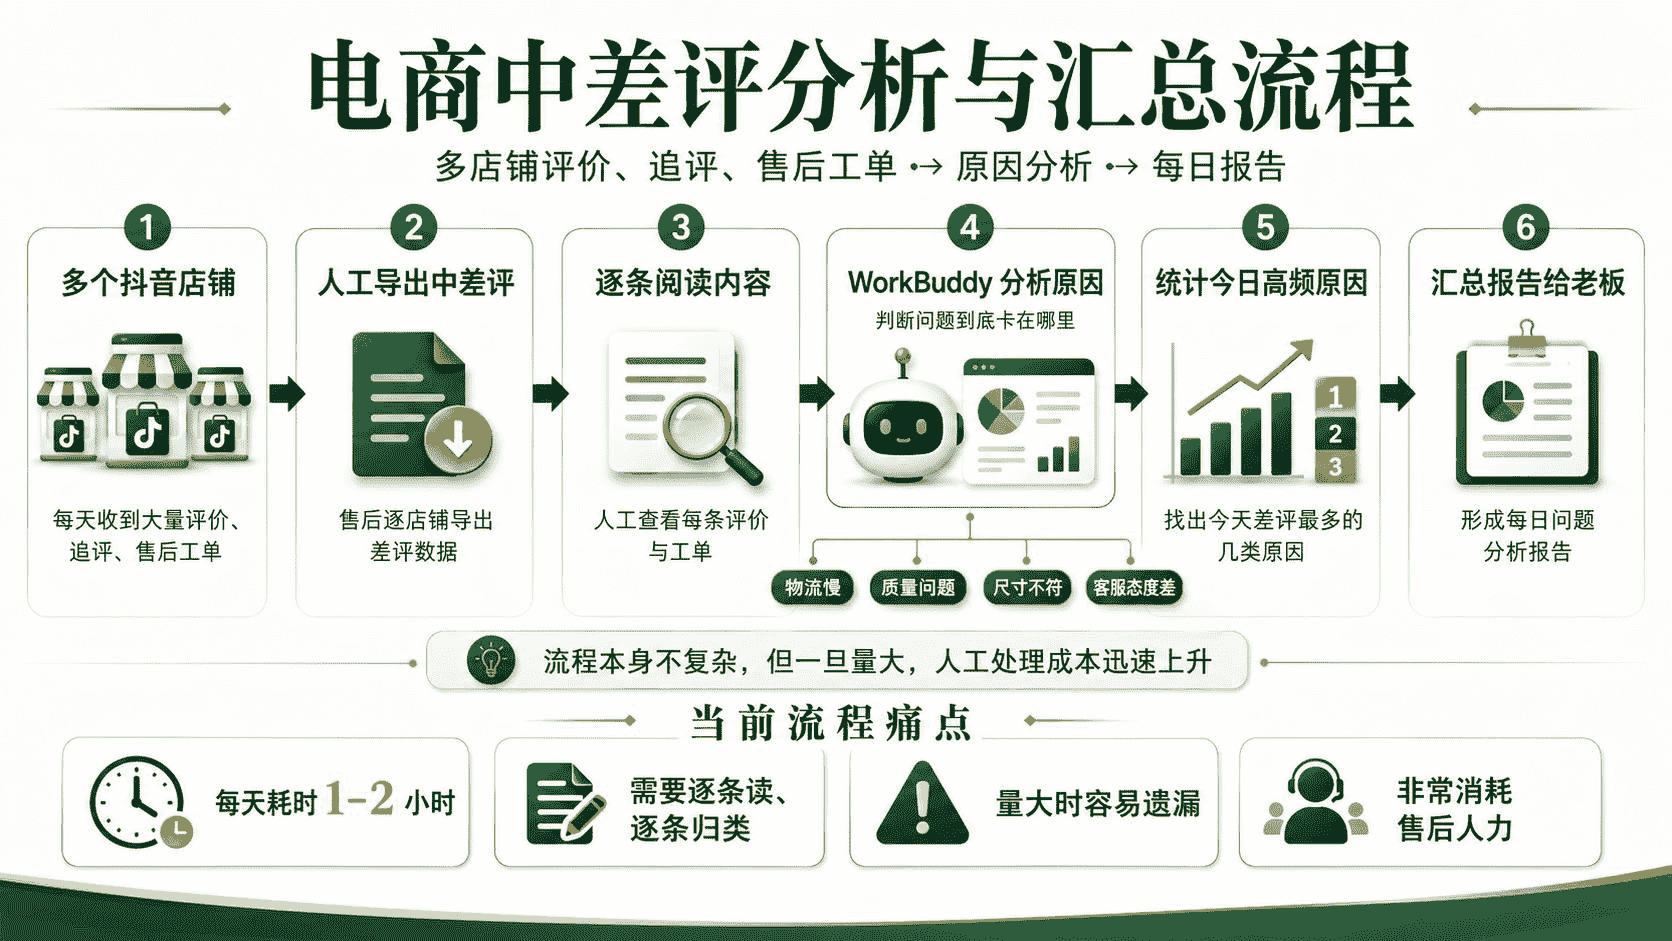 电商中差评分析与汇总流程
多店铺评价、追评、售后工单 ·→ 原因分析 ·→ 每日报告
1
多个抖音店铺
每天收到大量评价、
追评、售后工单
2
人工导出中差评
售后逐店铺导出
差评数据
3
逐条阅读内容
人工查看每条评价
与工单
4
WorkBuddy 分析原因
判断问题到底卡在哪里
物流慢
质量问题
尺寸不符
客服态度差
5
统计今日高频原因
1
2
3
找出今天差评最多的
几类原因
6
汇总报告给老板
形成每日问题
分析报告
流程本身不复杂，但一旦量大，人工处理成本迅速上升
当前流程痛点
每天耗时 1-2 小时
需要逐条读、
逐条归类
量大时容易遗漏
非常消耗
售后人力